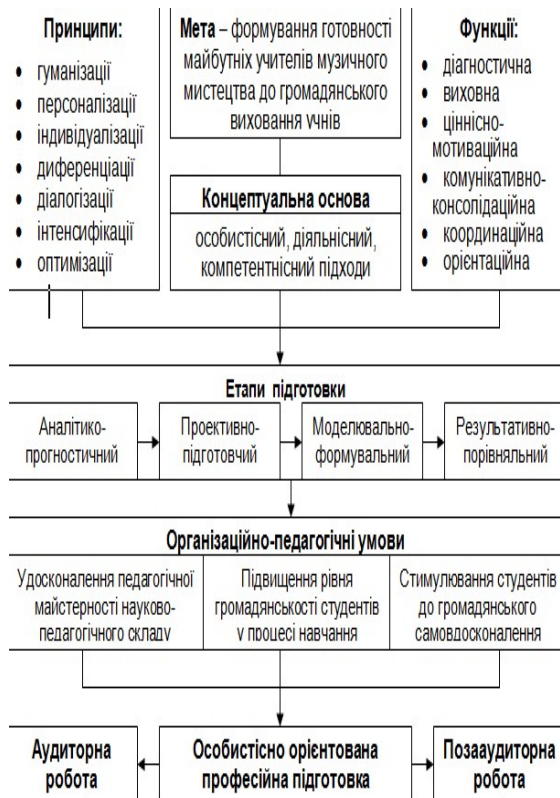 Принципи:
• гуманізації
• персоналізації
• індивідуалізації
• диференціації
• діалогізації
• інтенсифікації
• оптимізації
Мета – формування готовності
майбутніх учителів музичного
мистецтва до громадянського
виховання учнів
Концептуальна основа
особистісний, діяльнісний,
компетентнісний підходи
Функції:
• діагностична
• виховна
• ціннісно-
мотиваційна
• комунікативно-
консолідаційна
• координаційна
• орієнтаційна
Етапи підготовки
Аналітико-
прогностичний
Проективно-
підготовчий
Моделювально-
формувальний
Результативно-
порівняльний
Організаційно-педагогічні умови
Удосконалення педагогічної
майстерності науково-
педагогічного складу
Підвищення рівня
громадянськості студентів
у процесі навчання
Стимулювання студентів
до громадянського
самовдосконалення
Аудиторна
робота
Особистісно орієнтована
професійна підготовка
Позааудиторна
робота